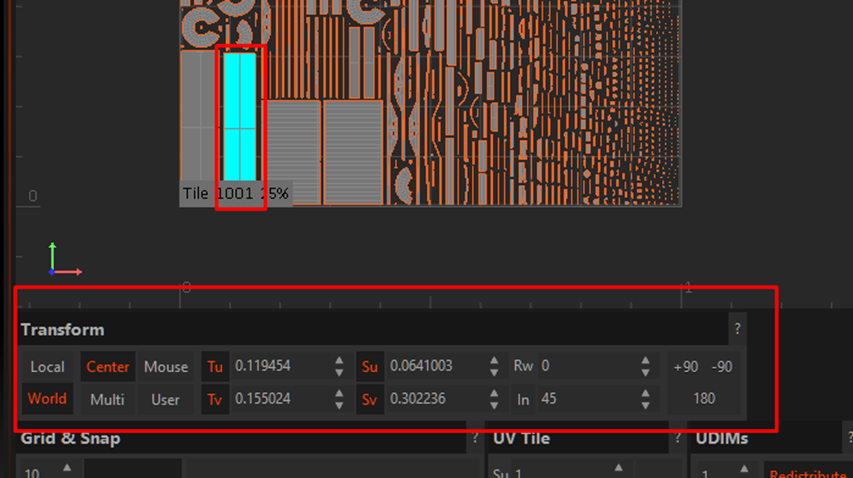 Tile 1001 25%
0
0
1
Transform
?
Local Center Mouse Tu 0.119454 Su 0.0641003 Rw 0 +90 -90
World Multi User Tv 0.155024 Sv 0.302236 In 45 180
Grid & Snap ? UV Tile ? UDIMs ?
10 Su 1 1 Redistribute